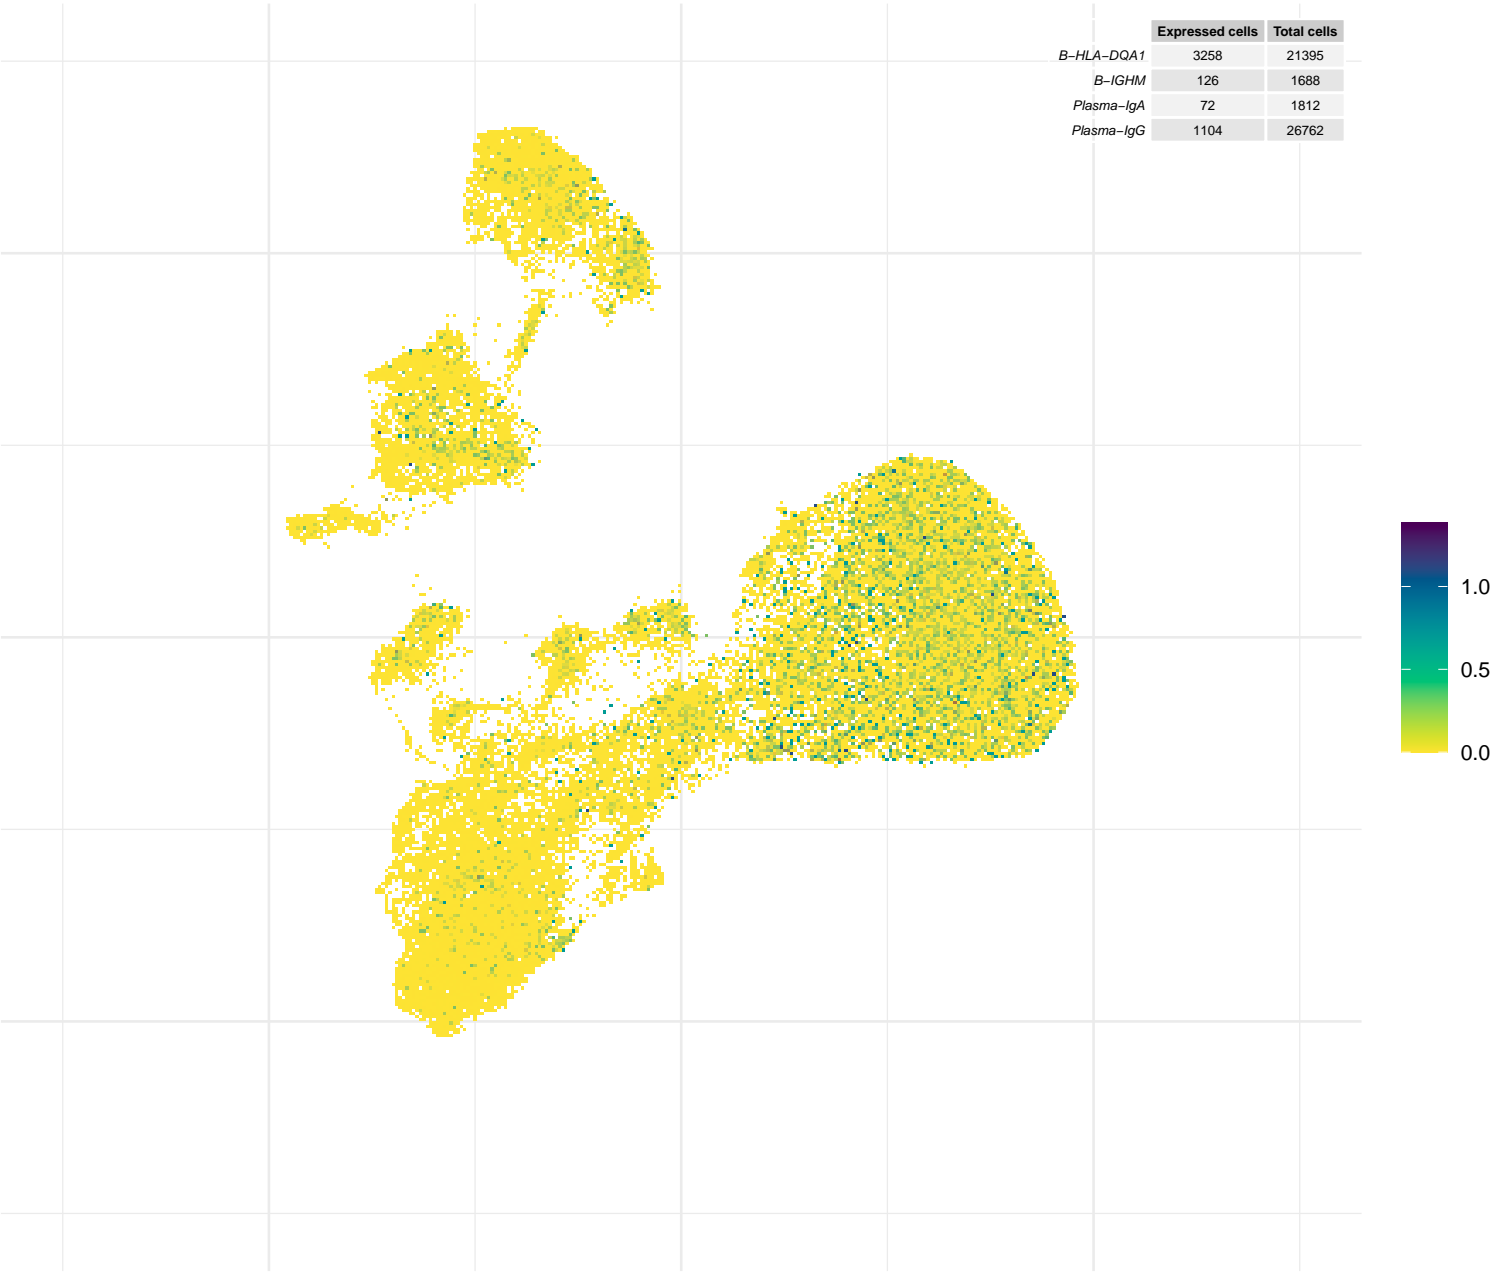 Expressed cells Total cells
B–HLA–DQA1 3258 21395
B–IGHM 126 1688
Plasma–IgA 72 1812
Plasma–IgG 1104 26762
1.0
0.5
0.0